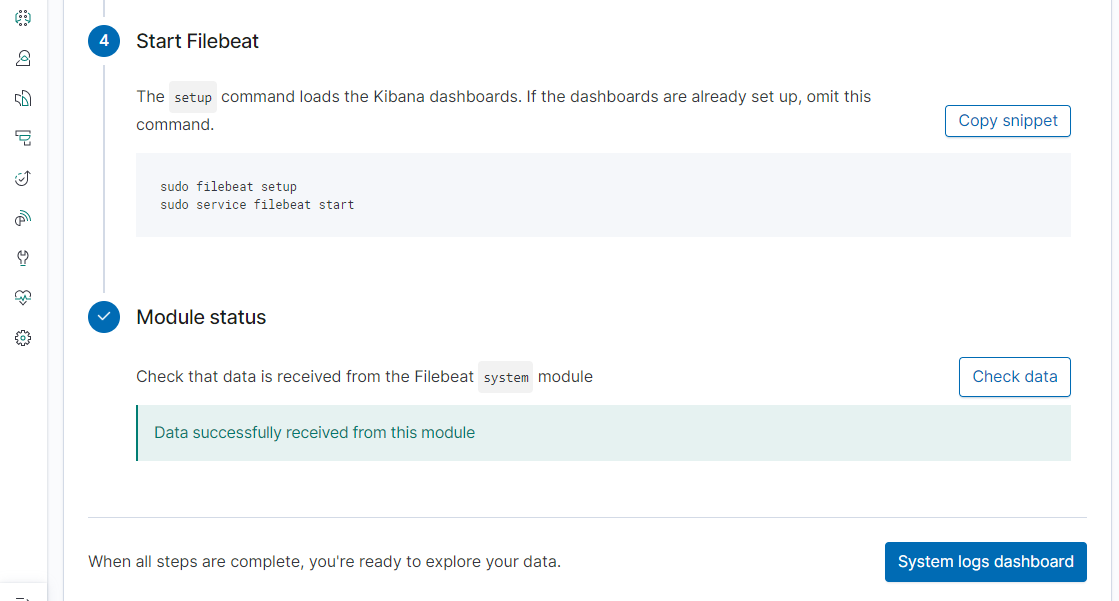 4
Start Filebeat
The setup command loads the Kibana dashboards. If the dashboards are already set up, omit this
command.
Copy snippet
sudo filebeat setup
sudo service filebeat start
Module status
Check that data is received from the Filebeat system module
Check data
Data successfully received from this module
When all steps are complete, you're ready to explore your data.
System logs dashboard